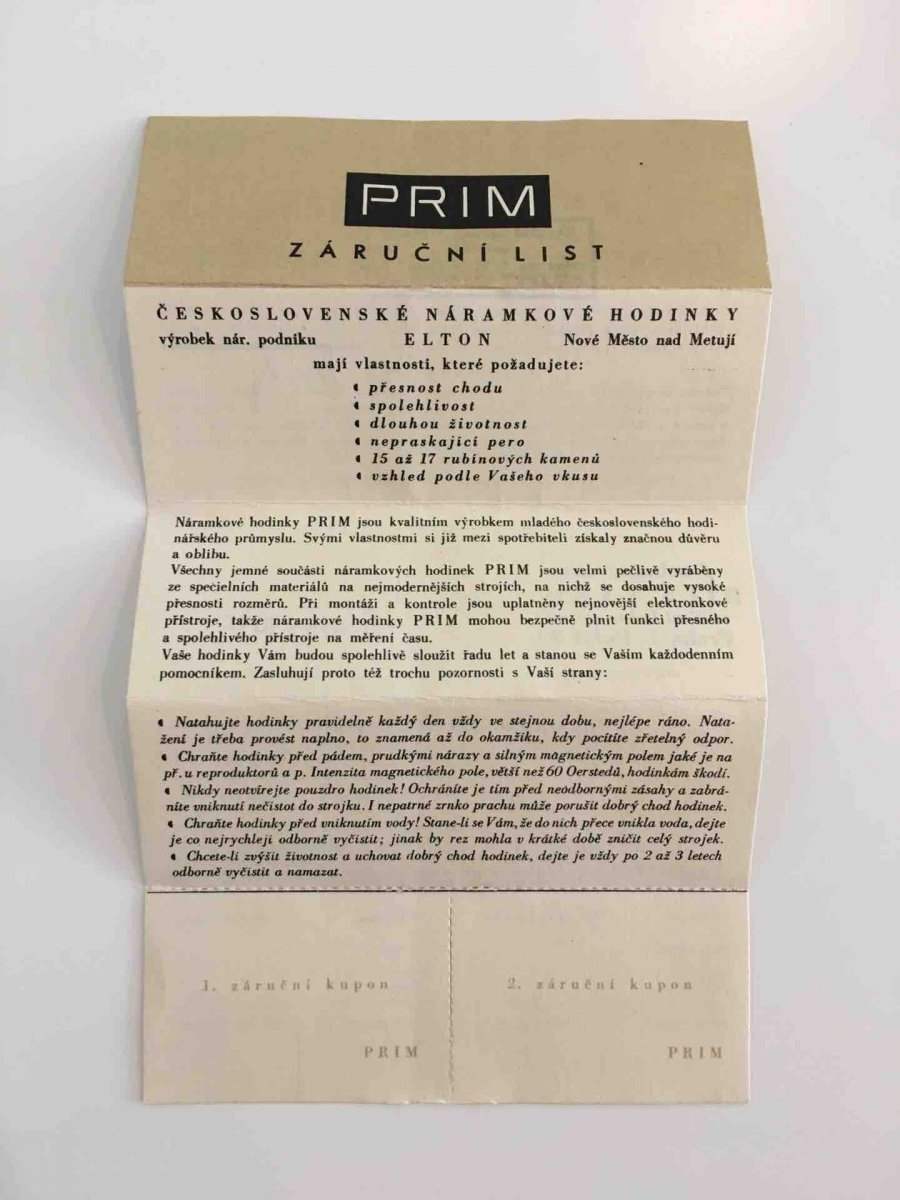 PRIM
ZÁRUČNÍ LIST
ČESKOSLOVENSKÉ NÁRAMKOVÉ HODINKY
výrobek nár. podniku ELTON Nové Město nad Metují
mají vlastnosti, které požadujete:
přesnost chodu
spolehlivost
dlouhou životnost
nepraskající pero
15 až 17 rubínových kamenů
vzhled podle Vašeho vkusu
Náramkové hodinky PRIM jsou kvalitním výrobkem mladého československého hodi-
nářského průmyslu. Svými vlastnostmi si již mezi spotřebiteli získaly značnou důvěru
a oblibu.
Všechny jemné součásti náramkových hodinek PRIM jsou velmi pečlivě vyráběny
ze specielních materiálů na nejmodernějších strojích, na nichž se dosahuje vysoké
přesnosti rozměrů. Při montáži a kontrole jsou uplatněny nejnovější elektronkové
přístroje, takže náramkové hodinky PRIM mohou bezpečně plnit funkci přesného
a spolehlivého přístroje na měření času.
Vaše hodinky Vám budou spolehlivě sloužit řadu let a stanou se Vaším každodenním
pomocníkem. Zasluhují proto též trochu pozornosti s Vaší strany:
Natahujte hodinky pravidelně každý den vždy ve stejnou dobu, nejlépe ráno. Nata-
žení je třeba provést naplno, to znamená až do okamžiku, kdy pocítíte zřetelný odpor.
Chraňte hodinky před pádem, prudkými nárazy a silným magnetickým polem jaké je na
př. u reproduktorů a p. Intenzita magnetického pole, větší než 60 Oerstedů, hodinkám škodí.
Nikdy neotvírejte pouzdro hodinek! Ochráníte je tím před neodbornými zásahy a zabrá-
níte vniknutí nečistot do strojku. I nepatrné zrnko prachu může porušit dobrý chod hodinek.
Chraňte hodinky před vniknutím vody! Stane-li se Vám, že do nich přece vnikla voda, dejte
je co nejrychleji odborně vyčistit; jinak by rez mohla v krátké době zničit celý strojek.
Chcete-li zvýšit životnost a uchovat dobrý chod hodinek, dejte je vždy po 2 až 3 letech
odborně vyčistit a namazat.
1. záruční kupon 2. záruční kupon
PRIM PRIM